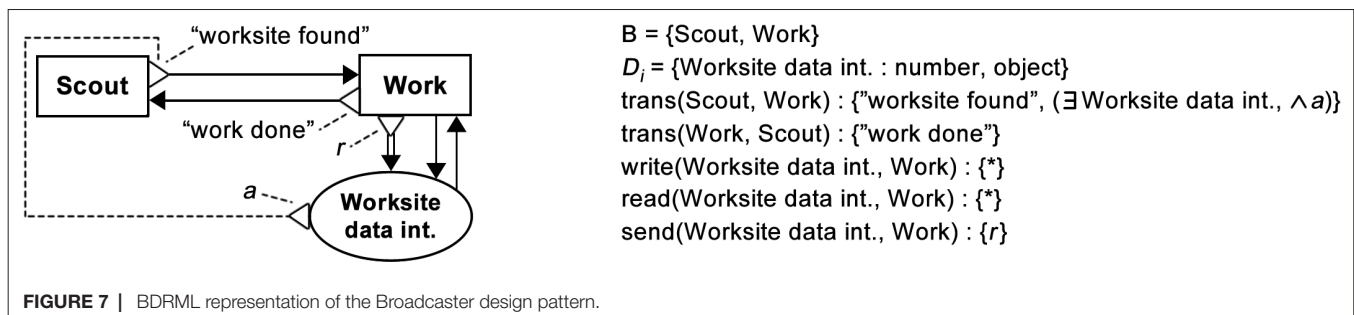 “worksite found”
Scout
Work
“work done”
r
a
Worksite
data int.
B = {Scout, Work}
Dᵢ = {Worksite data int. : number, object}
trans(Scout, Work) : {”worksite found”, (∃ Worksite data int., ∧ a)}
trans(Work, Scout) : {”work done”}
write(Worksite data int., Work) : {*}
read(Worksite data int., Work) : {*}
send(Worksite data int., Work) : {r}
FIGURE 7 | BDRML representation of the Broadcaster design pattern.